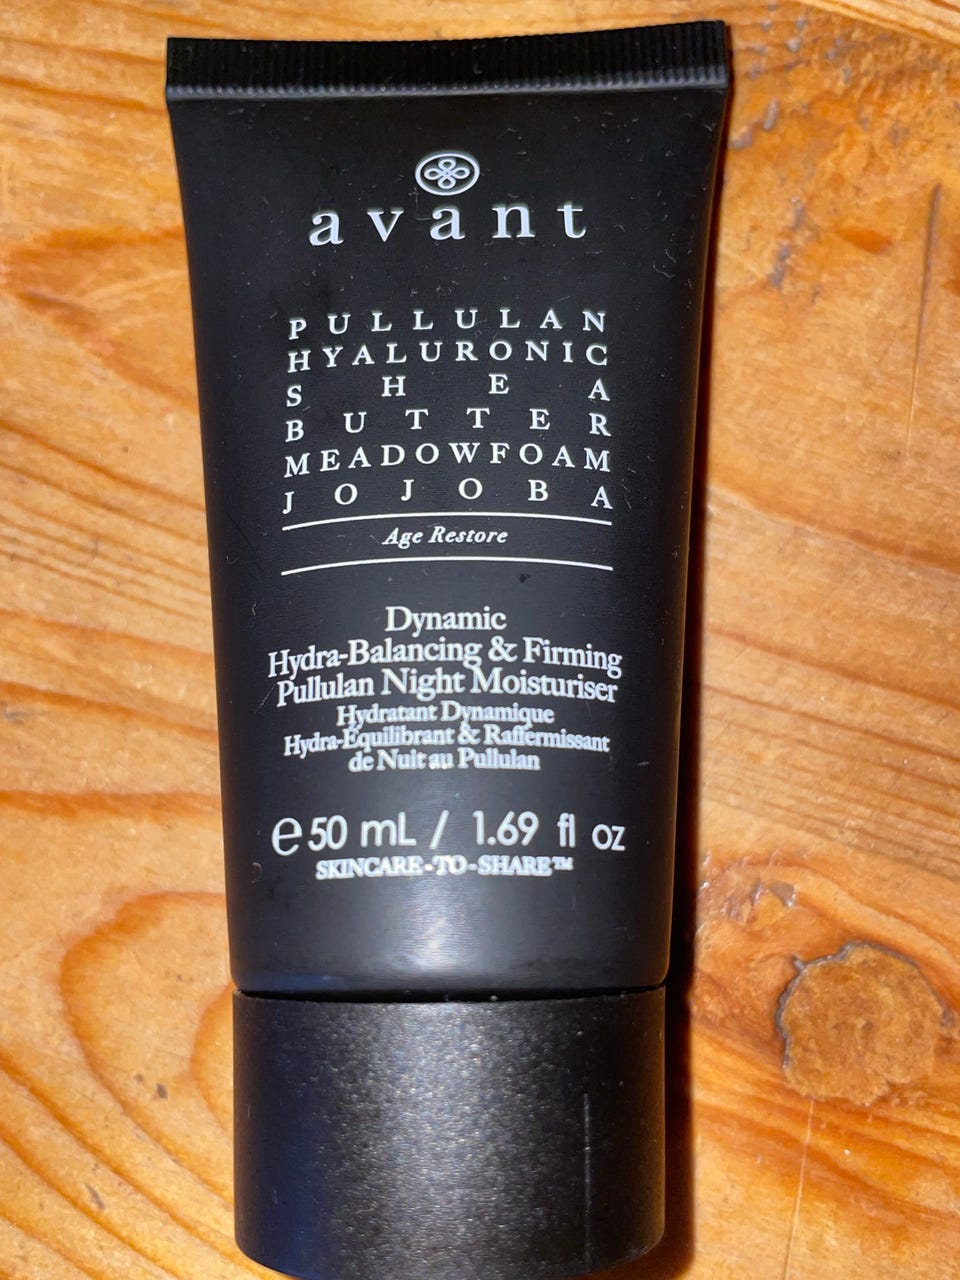 avant
PULLULAN
HYALURONIC
SHEA
BUTTER
MEADOWFOAM
JOJOBA
Age Restore
Dynamic
Hydra-Balancing & Firming
Pullulan Night Moisturiser
Hydratant Dynamique
Hydra-Équilibrant & Raffermissant
de Nuit au Pullulan
℮50 mL / 1.69 fl oz
SKINCARE-TO-SHARE™